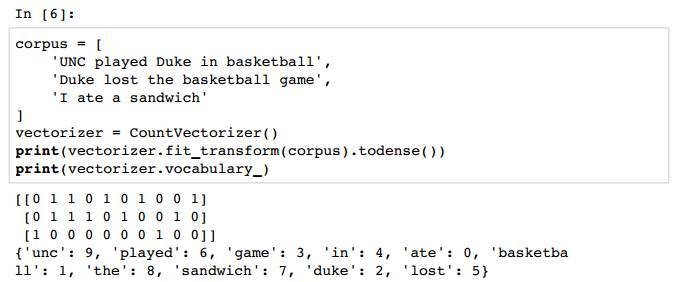 In [6]:
corpus = [
    'UNC played Duke in basketball',
    'Duke lost the basketball game',
    'I ate a sandwich'
]
vectorizer = CountVectorizer()
print(vectorizer.fit_transform(corpus).todense())
print(vectorizer.vocabulary_)
[[0 1 1 0 1 0 1 0 0 1]
 [0 1 1 1 0 1 0 0 1 0]
 [1 0 0 0 0 0 0 1 0 0]]
{'unc': 9, 'played': 6, 'game': 3, 'in': 4, 'ate': 0, 'basketba
ll': 1, 'the': 8, 'sandwich': 7, 'duke': 2, 'lost': 5}